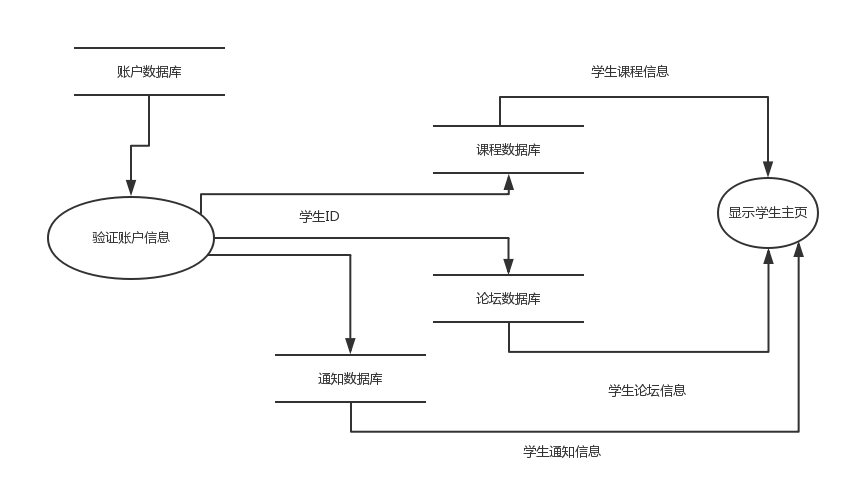 账户数据库
学生课程信息
课程数据库
学生ID
验证账户信息
显示学生主页
论坛数据库
通知数据库
学生论坛信息
学生通知信息